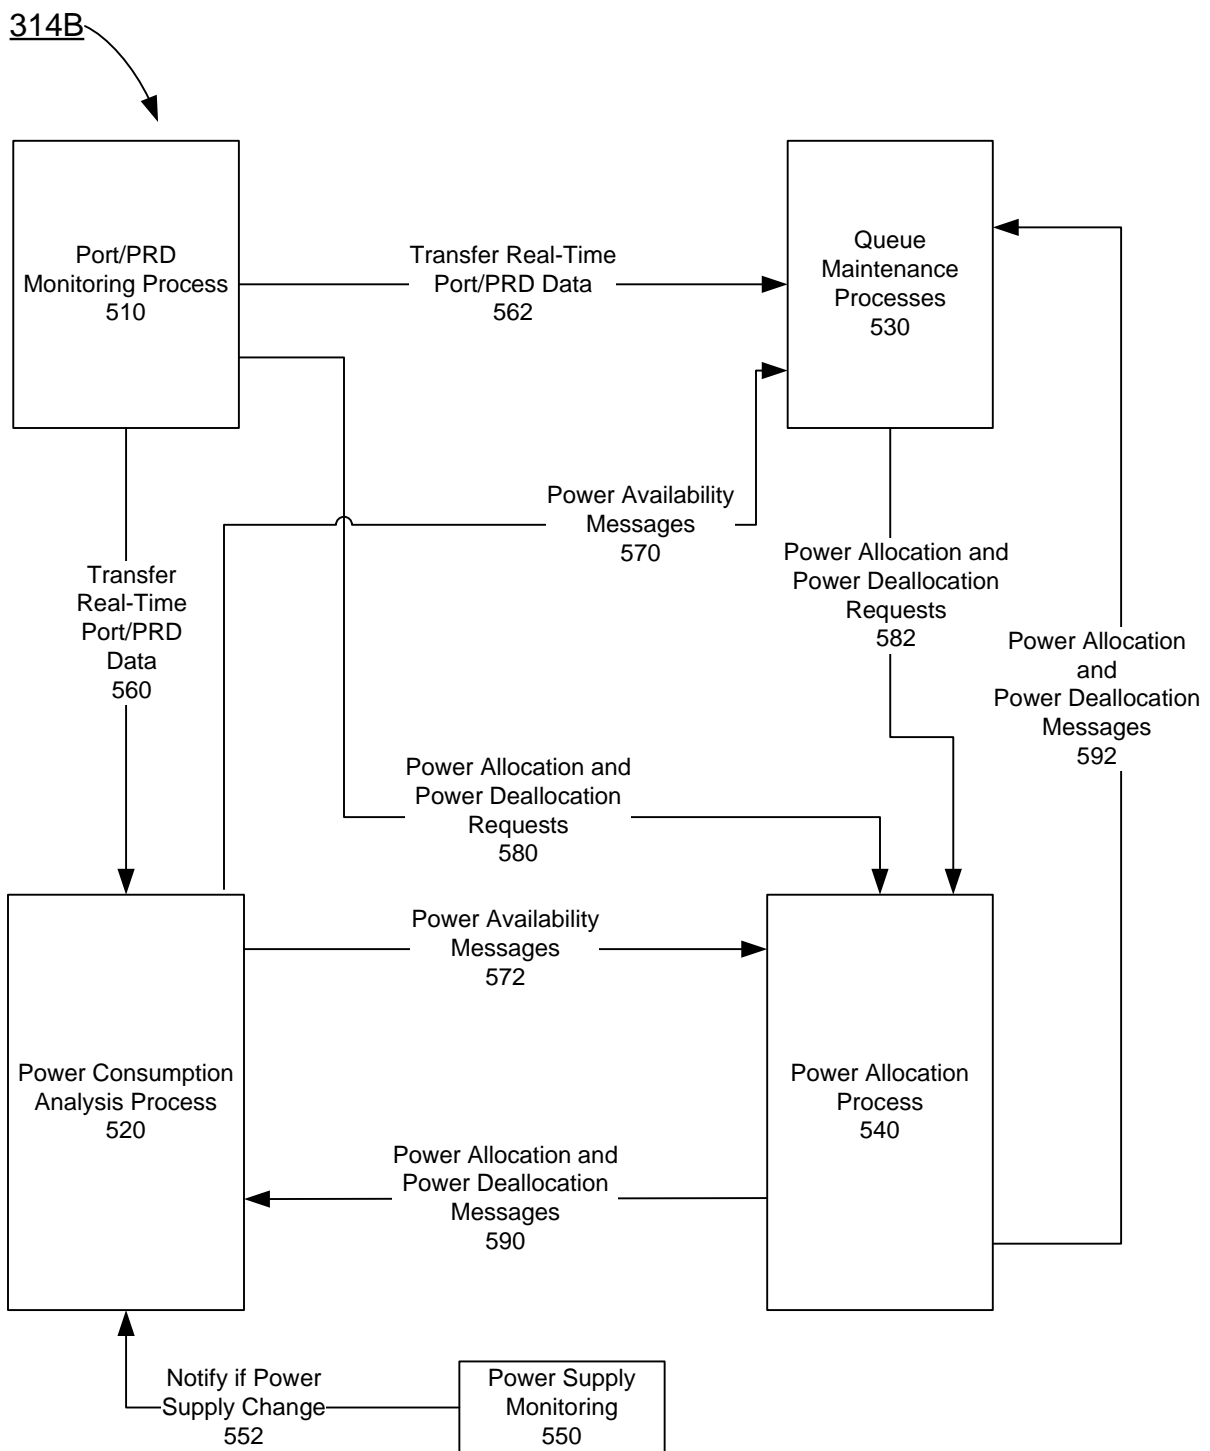 314B
Port/PRD
Monitoring Process
510
Transfer Real-Time
Port/PRD Data
562
Queue
Maintenance
Processes
530
Power Availability
Messages
570
Power Allocation and
Power Deallocation
Requests
582
Transfer
Real-Time
Port/PRD
Data
560
Power Allocation
and
Power Deallocation
Messages
592
Power Allocation and
Power Deallocation
Requests
580
Power Availability
Messages
572
Power Consumption
Analysis Process
520
Power Allocation
Process
540
Power Allocation and
Power Deallocation
Messages
590
Notify if Power
Supply Change
552
Power Supply
Monitoring
550